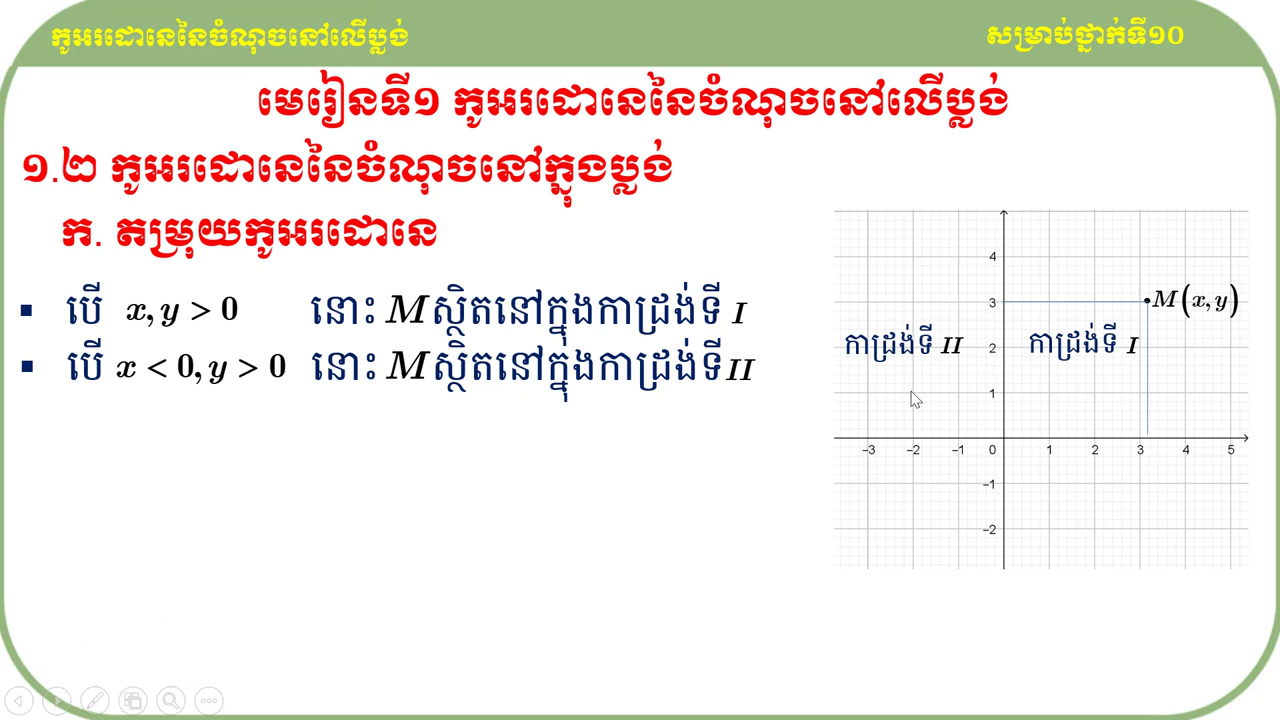 កូអរដោនេនៃចំណុចនៅលើប្លង់
សម្រាប់ថ្នាក់ទី១០
មេរៀនទី១ កូអរដោនេនៃចំណុចនៅលើប្លង់
១.២ កូអរដោនេនៃចំណុចនៅក្នុងប្លង់
ក. តម្រុយកូអរដោនេ
▪ បើ x, y > 0 នោះ M ស្ថិតនៅក្នុងកាដ្រង់ទី I
▪ បើ x < 0, y > 0 នោះ M ស្ថិតនៅក្នុងកាដ្រង់ទី II
4
3
M(x, y)
កាដ្រង់ទី II
2
កាដ្រង់ទី I
1
−3 −2 −1 0 1 2 3 4 5
−1
−2